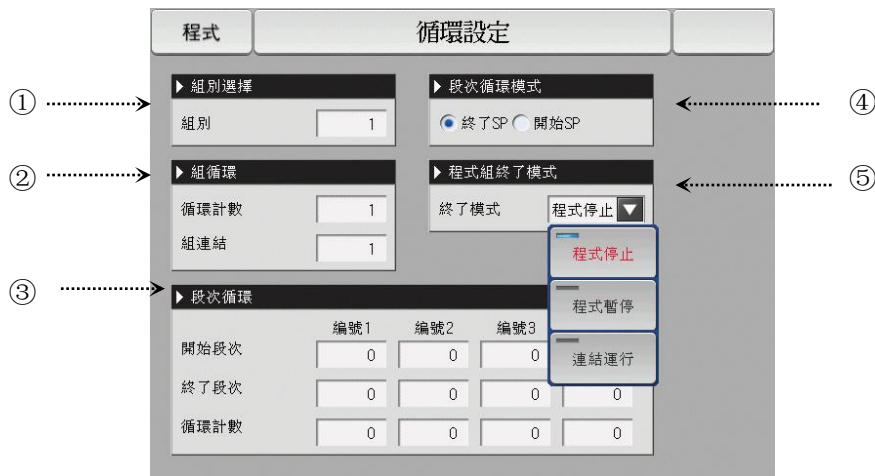 程式 循環設定
① ▶ 組別選擇 ▶ 段次循環模式 ④
組別 1 終了SP 開始SP
② ▶ 組循環 ▶ 程式組終了模式 ⑤
循環計數 1 終了模式 程式停止
組連結 1 程式停止
③ ▶ 段次循環 程式暫停
編號1 編號2 編號3
開始段次 0 0 0 連結運行
終了段次 0 0 0 0
循環計數 0 0 0 0